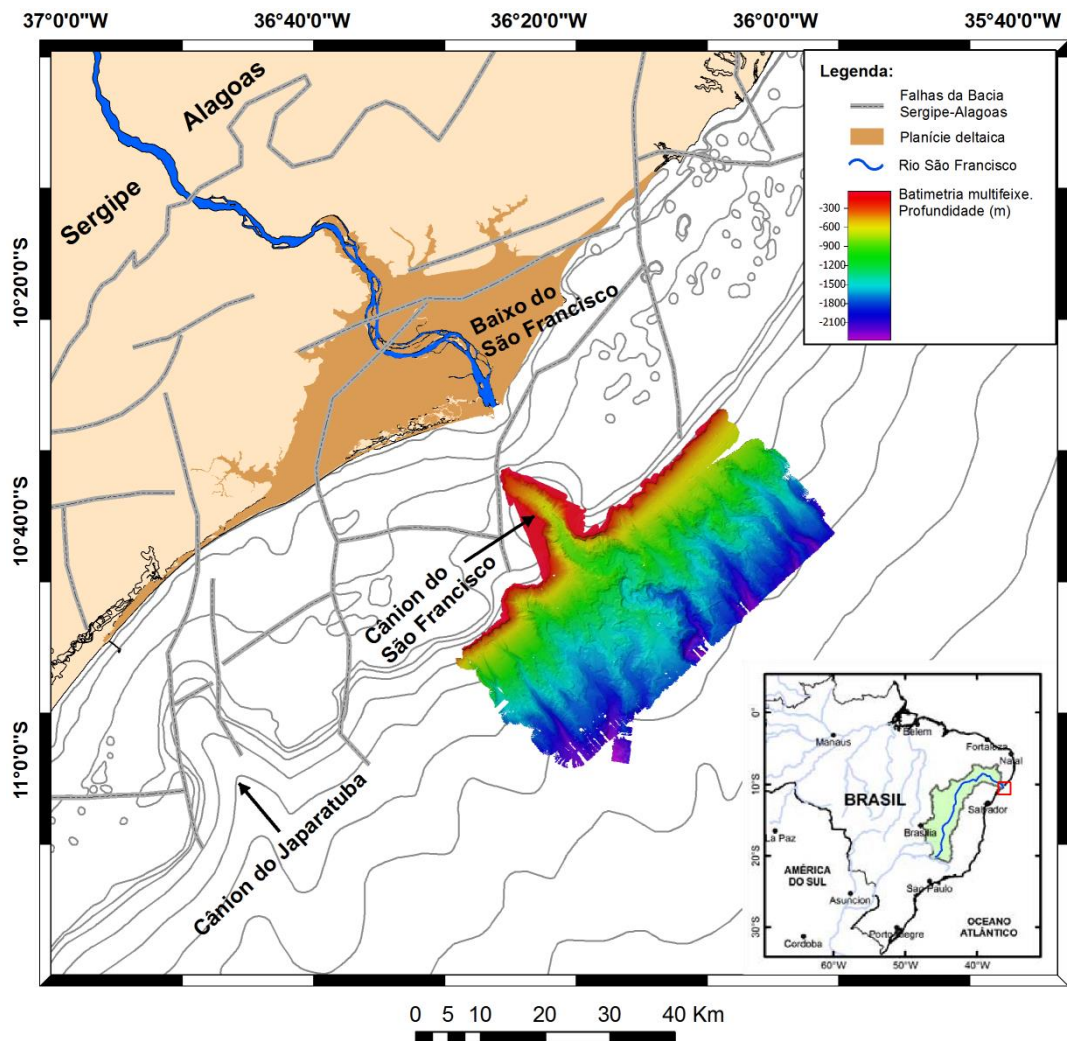 37°0'0"W
36°40'0"W
36°20'0"W
36°0'0"W
35°40'0"W
10°20'0"S
10°40'0"S
11°0'0"S
Alagoas
Sergipe
Baixo do
São Francisco
Cânion do
São Francisco
Cânion do Japaratuba
Legenda:
Falhas da Bacia
Sergipe-Alagoas
Planície deltaica
Rio São Francisco
Batimetria multifeixe.
Profundidade (m)
-300
-600
-900
-1200
-1500
-1800
-2100
0°
10°S
20°S
30°S
Belem
Manaus
Fortaleza
Natal
BRASIL
Salvador
Brasília
La Paz
AMÉRICA
DO SUL
Sao Paulo
Asuncion
OCEANO
ATLÂNTICO
Porto Alegre
Cordoba
60°W
50°W
40°W
0 5 10 20 30 40 Km